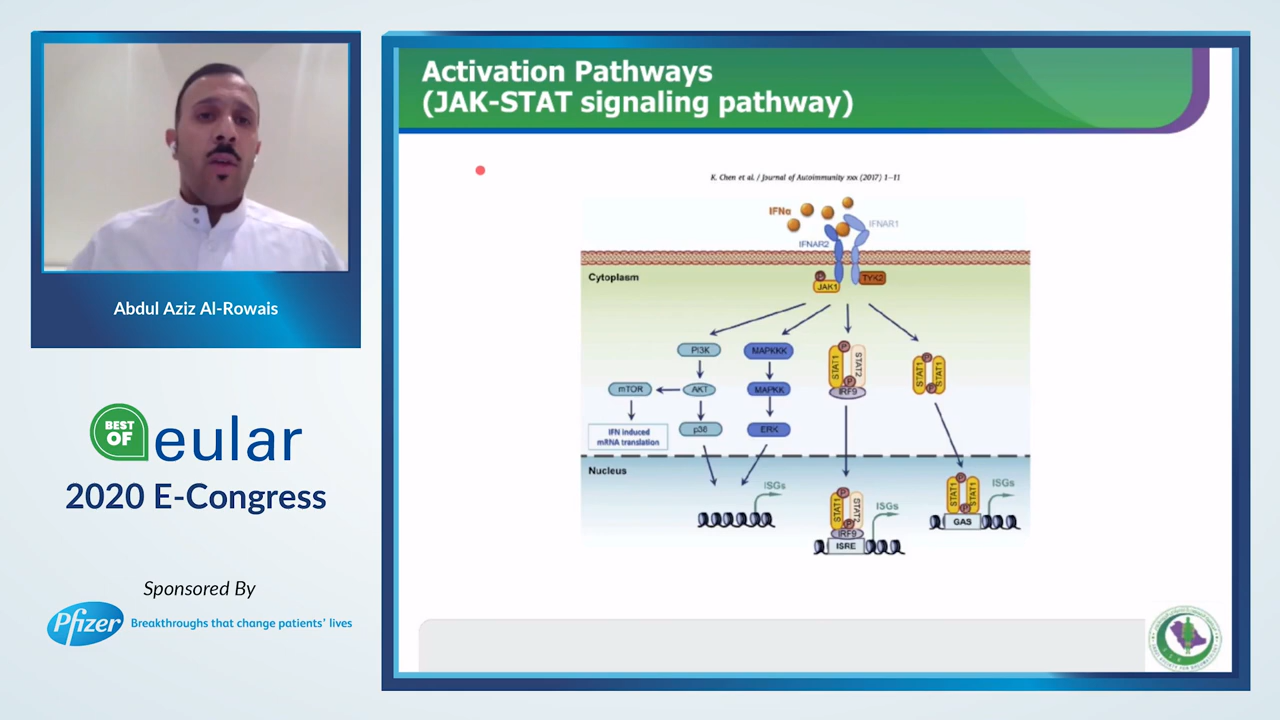 Abdul Aziz Al-Rowais
BEST
OF
eular
2020 E-Congress
Sponsored By
Pfizer
Breakthroughs that change patients' lives
Activation Pathways
(JAK-STAT signaling pathway)
K. Chen et al. / Journal of Autoimmunity xxx (2017) 1–11
IFNα
IFNAR1
IFNAR2
Cytoplasm
P
JAK1
TYK2
PI3K
MAPKKK
STAT1
P
STAT2
P
IRF9
P
STAT1
STAT1
P
mTOR
AKT
MAPKK
IFN induced
mRNA translation
p38
ERK
Nucleus
ISGs
P
STAT1
STAT2
P
IRF9
ISRE
ISGs
P
STAT1
STAT1
P
GAS
ISGs